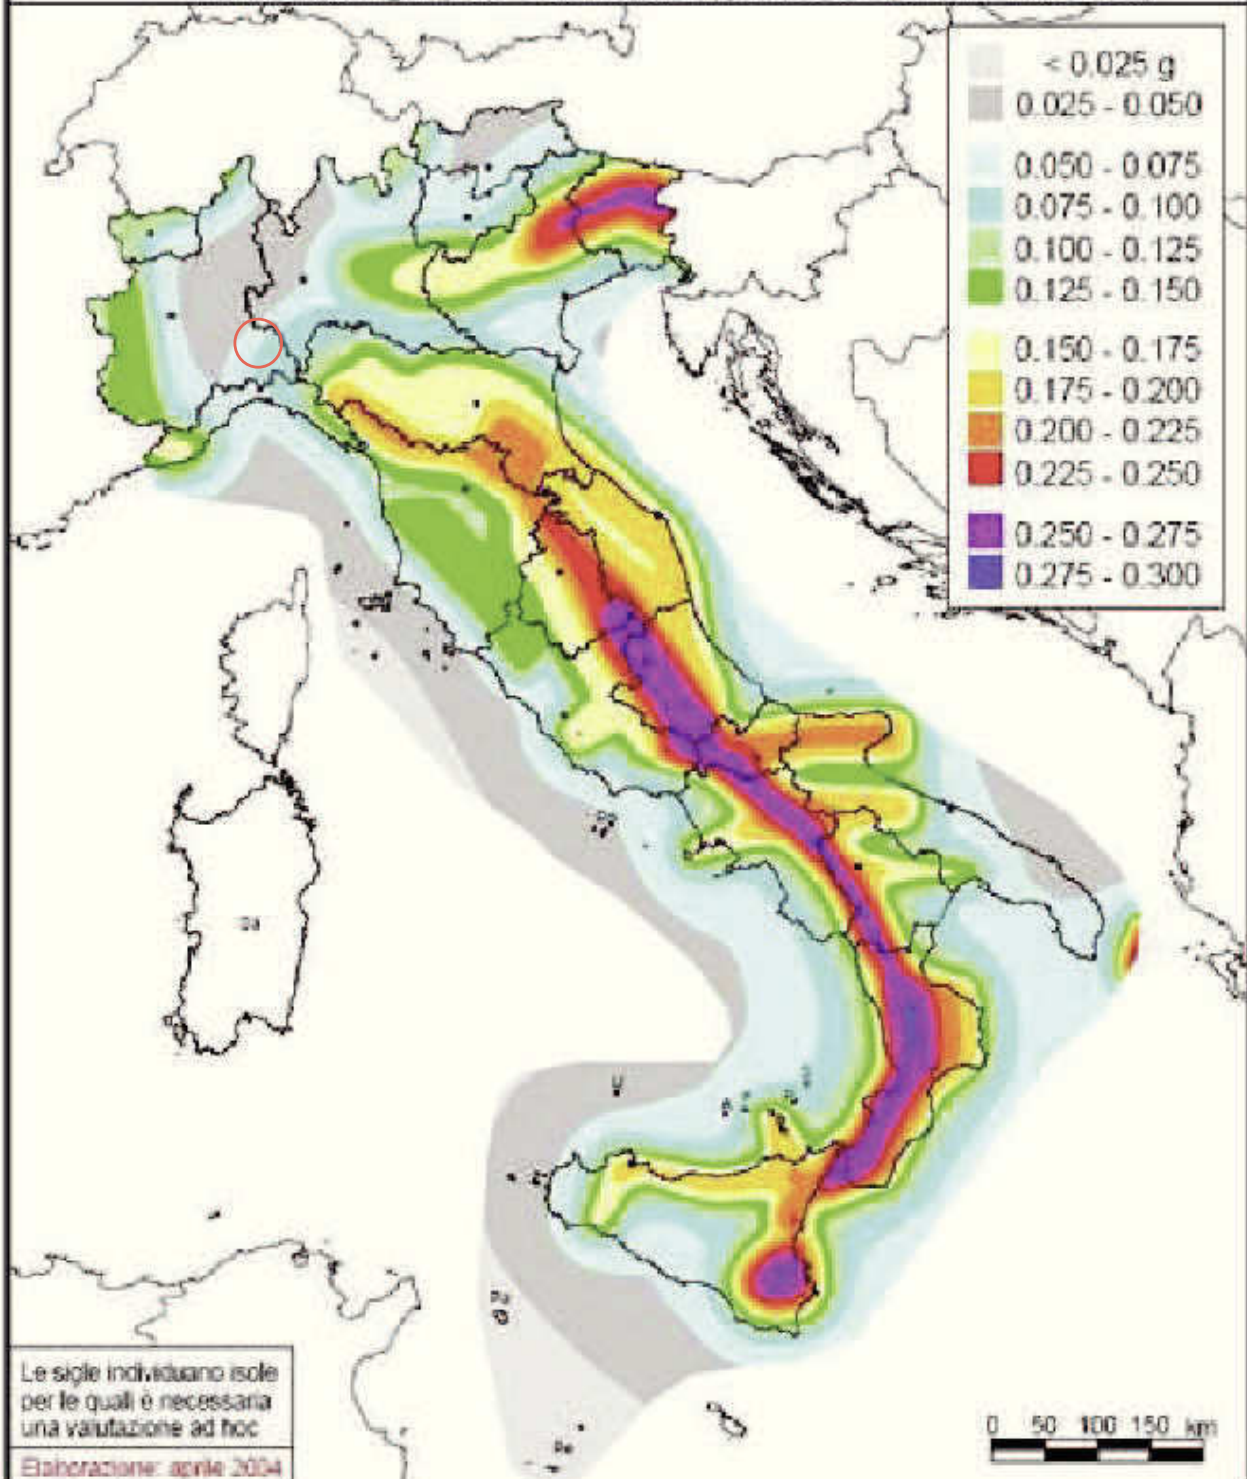 < 0.025 g
0.025 - 0.050
0.050 - 0.075
0.075 - 0.100
0.100 - 0.125
0.125 - 0.150
0.150 - 0.175
0.175 - 0.200
0.200 - 0.225
0.225 - 0.250
0.250 - 0.275
0.275 - 0.300
Le sigle individuano isole
per le quali è necessaria
una valutazione ad hoc
Elaborazione: aprile 2004
0 50 100 150 km